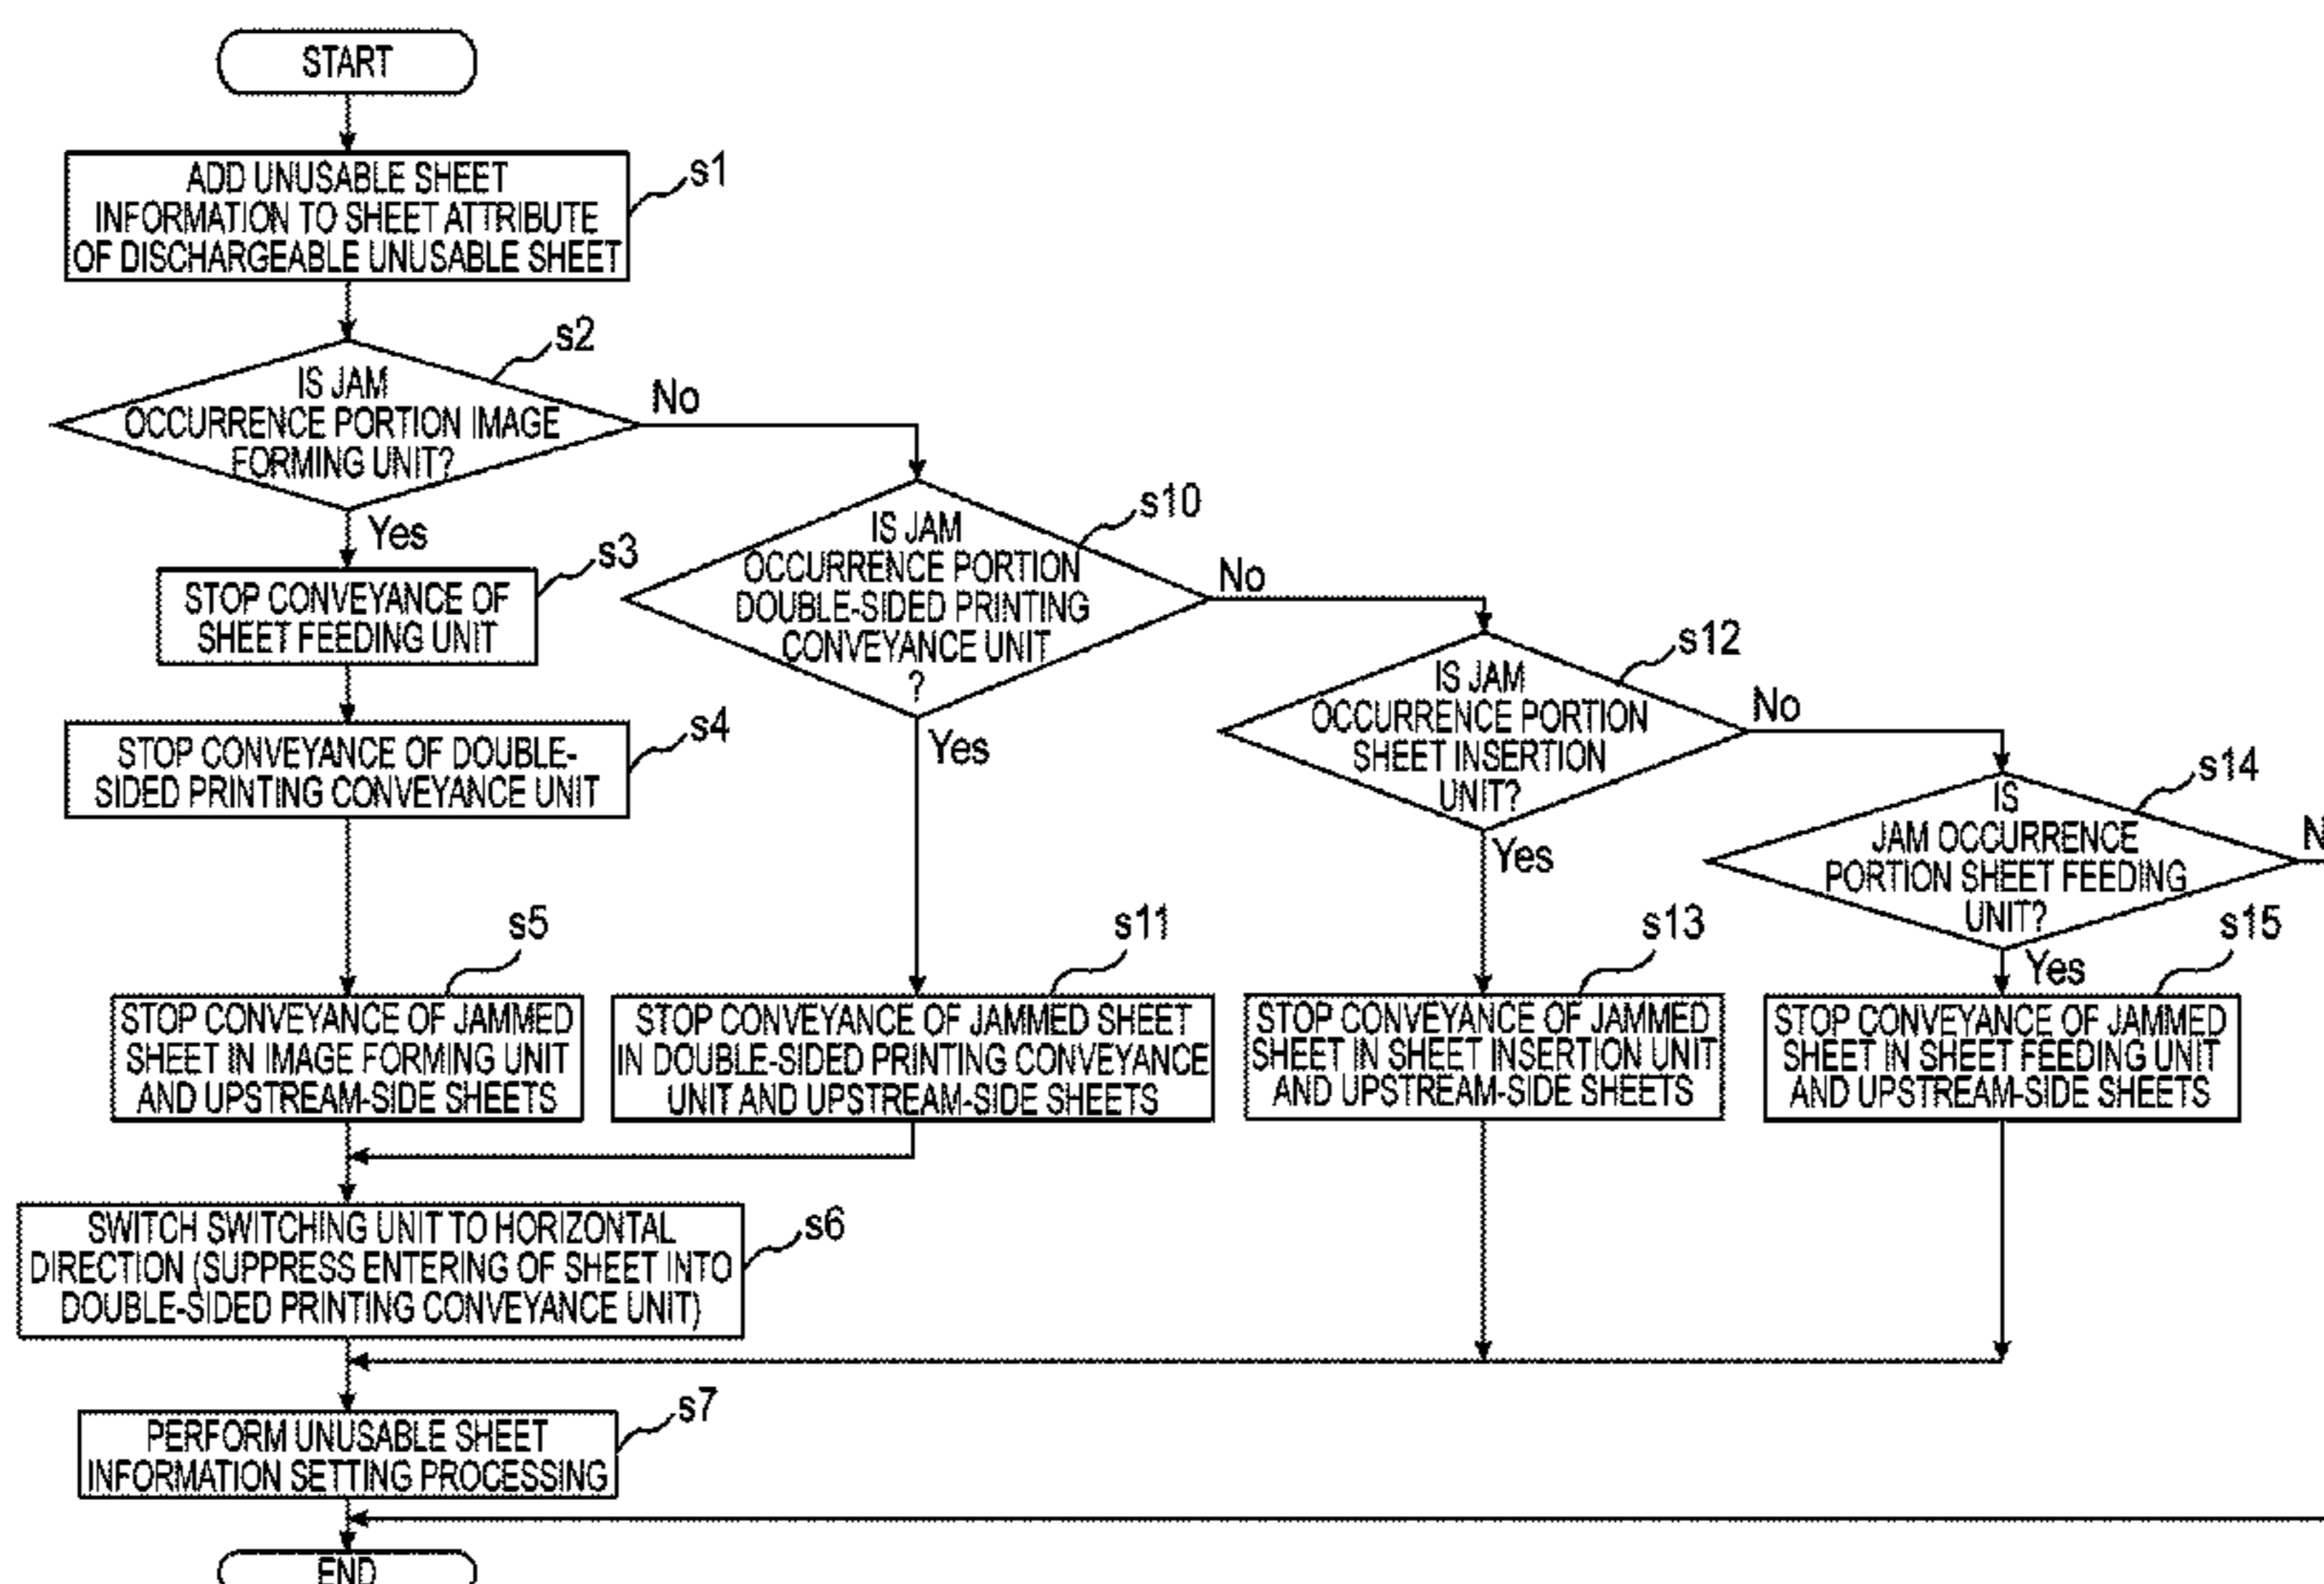 START
ADD UNUSABLE SHEET
INFORMATION TO SHEET ATTRIBUTE
OF DISCHARGEABLE UNUSABLE SHEET
s1
IS JAM
OCCURRENCE PORTION IMAGE
FORMING UNIT?
s2
No
Yes
STOP CONVEYANCE OF
SHEET FEEDING UNIT
s3
STOP CONVEYANCE OF DOUBLE-
SIDED PRINTING CONVEYANCE UNIT
s4
IS JAM
OCCURRENCE PORTION
DOUBLE-SIDED PRINTING
CONVEYANCE UNIT
?
s10
No
Yes
IS JAM
OCCURRENCE PORTION
SHEET INSERTION
UNIT?
s12
No
Yes
IS
JAM OCCURRENCE
PORTION SHEET FEEDING
UNIT?
s14
Yes
STOP CONVEYANCE OF JAMMED
SHEET IN IMAGE FORMING UNIT
AND UPSTREAM-SIDE SHEETS
s5
STOP CONVEYANCE OF JAMMED SHEET
IN DOUBLE-SIDED PRINTING CONVEYANCE
UNIT AND UPSTREAM-SIDE SHEETS
s11
STOP CONVEYANCE OF JAMMED
SHEET IN SHEET INSERTION UNIT
AND UPSTREAM-SIDE SHEETS
s13
STOP CONVEYANCE OF JAMMED
SHEET IN SHEET FEEDING UNIT
AND UPSTREAM-SIDE SHEETS
s15
SWITCH SWITCHING UNIT TO HORIZONTAL
DIRECTION (SUPPRESS ENTERING OF SHEET INTO
DOUBLE-SIDED PRINTING CONVEYANCE UNIT)
s6
PERFORM UNUSABLE SHEET
INFORMATION SETTING PROCESSING
s7
END